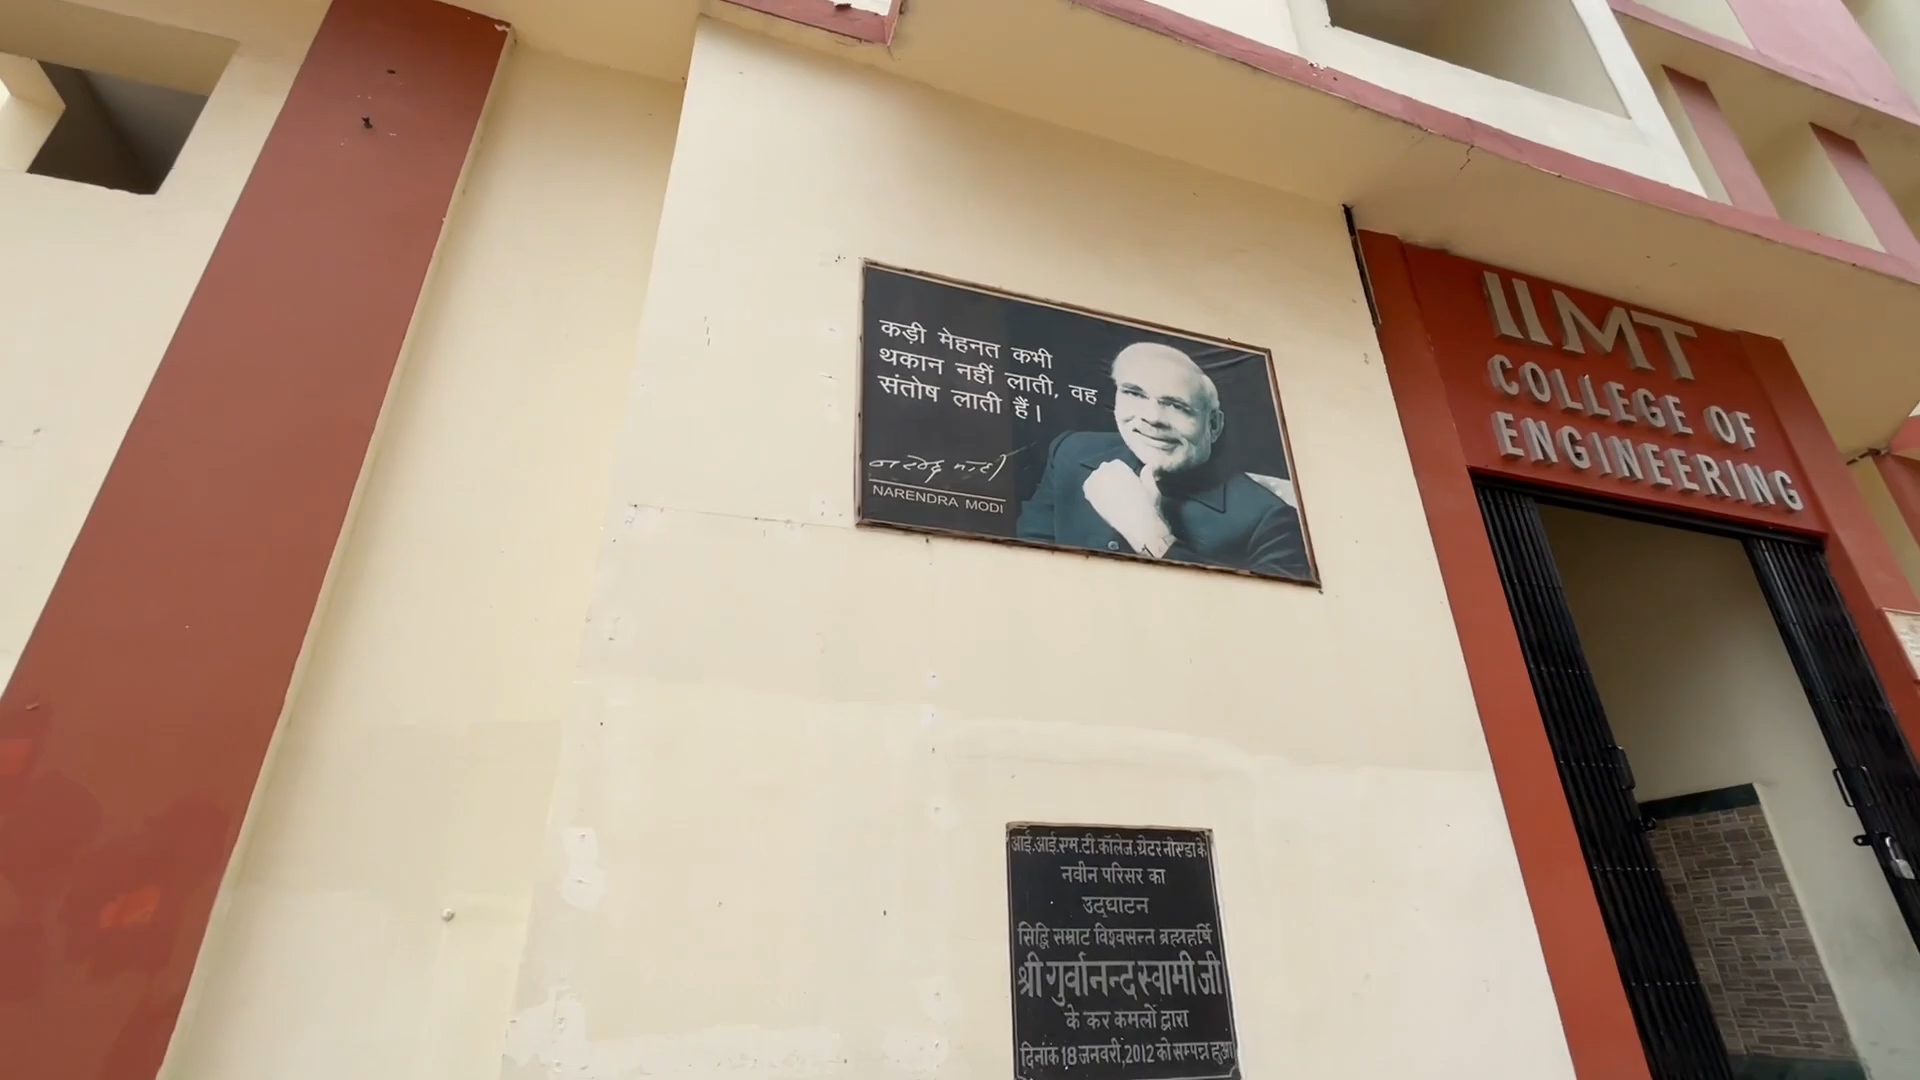 कड़ी मेहनत कभी
थकान नहीं लाती, वह
संतोष लाती हैं।
नरेन्द्र मोदी
NARENDRA MODI
IIMT
COLLEGE OF
ENGINEERING
आई.आई.एम.टी.कॉलेज,ग्रेटर नौएडा के
नवीन परिसर का
उद्घाटन
सिद्धि सम्राट विश्वसन्त ब्रह्मर्षि
श्री गुर्वानन्द स्वामी जी
के कर कमलों द्वारा
दिनांक 18 जनवरी, 2012 को सम्पन्न हुआ